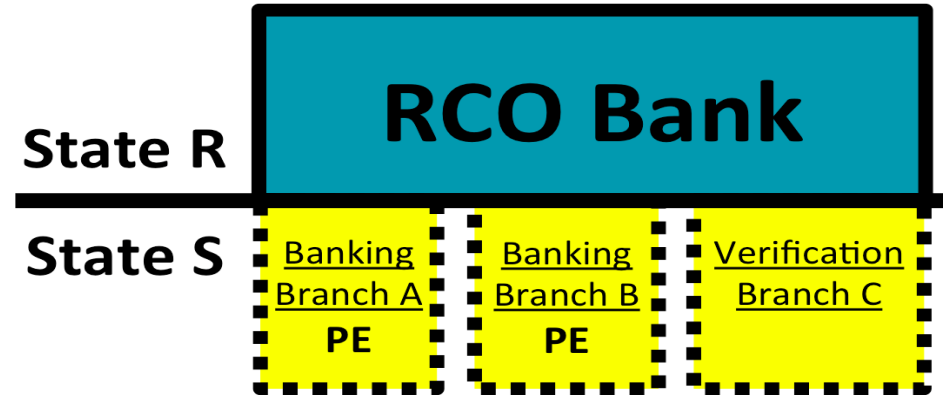 RCO Bank
State R
State S
Banking
Branch A
PE
Banking
Branch B
PE
Verification
Branch C